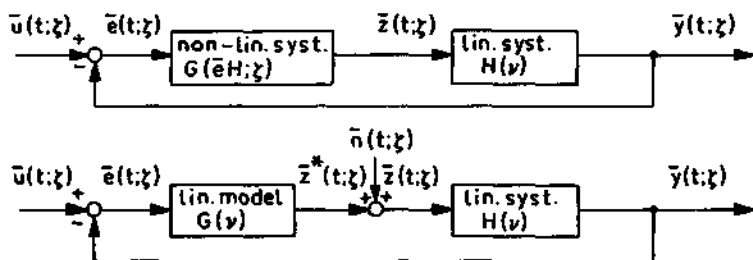 ū(t;ζ) + - ē(t;ζ) non-lin. syst. z̄(t;ζ) lin. syst. ȳ(t;ζ)
G(ēH;ζ) H(ν)
n̄(t;ζ)
ū(t;ζ) + - ē(t;ζ) lin. model z̄*(t;ζ) + + z̄(t;ζ) lin. syst. ȳ(t;ζ)
G(ν) H(ν)